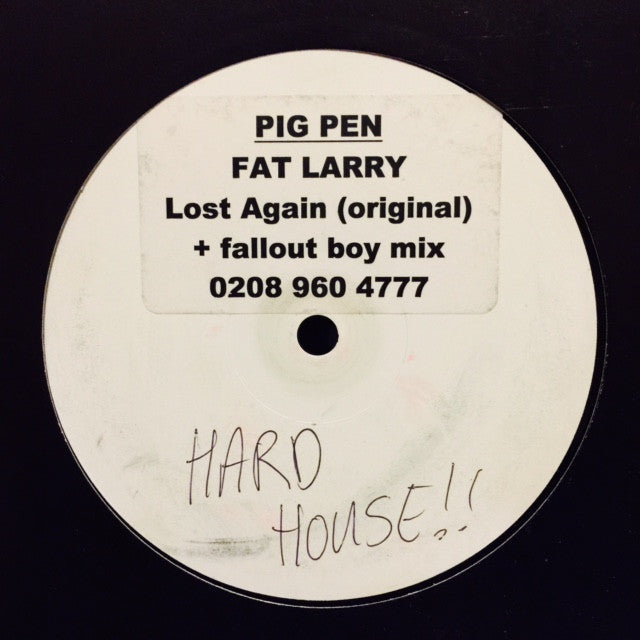 PIG PEN
FAT LARRY
Lost Again (original)
+ fallout boy mix
0208 960 4777
HARD
HOUSE!!